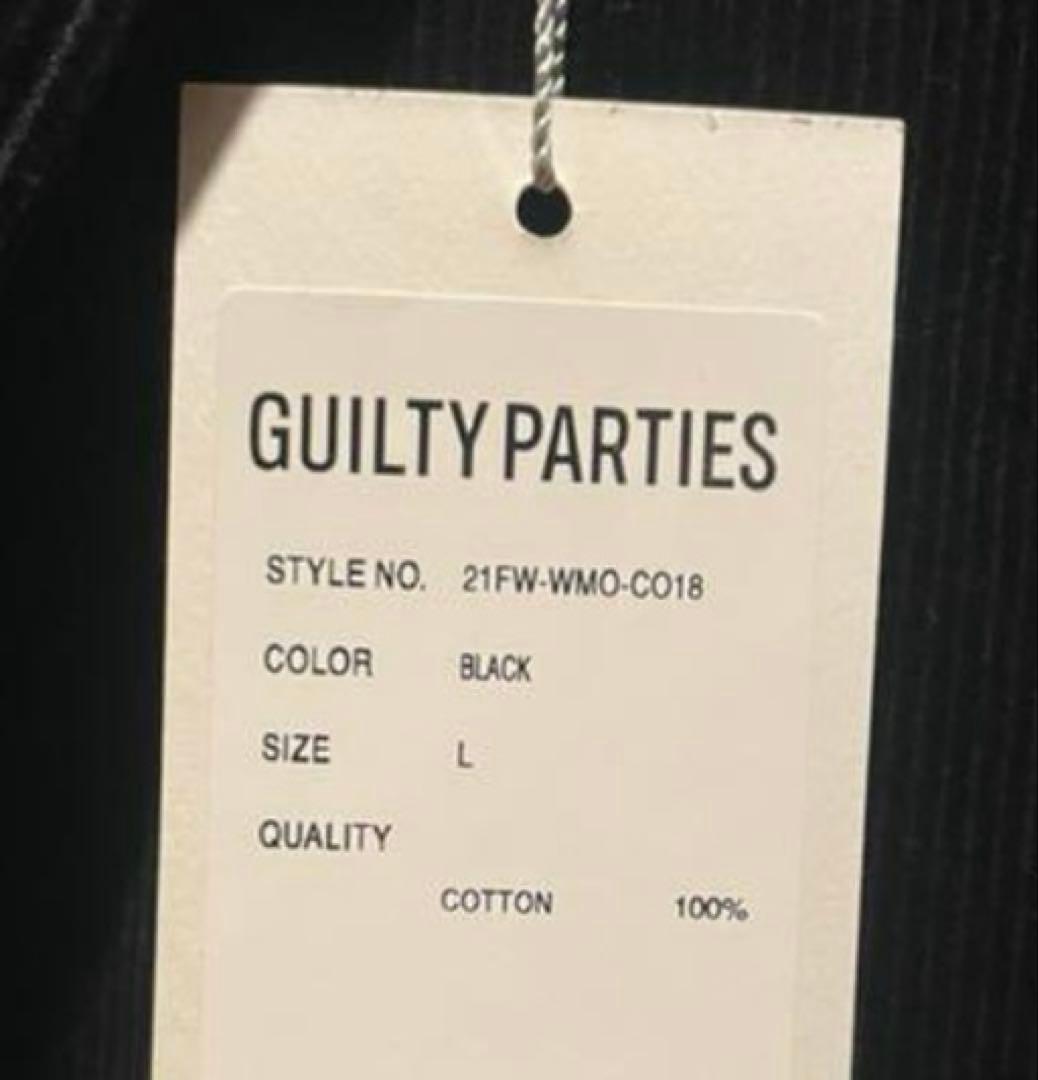 GUILTY PARTIES
STYLE NO. 21FW-WMO-CO18
COLOR BLACK
SIZE L
QUALITY
COTTON 100%